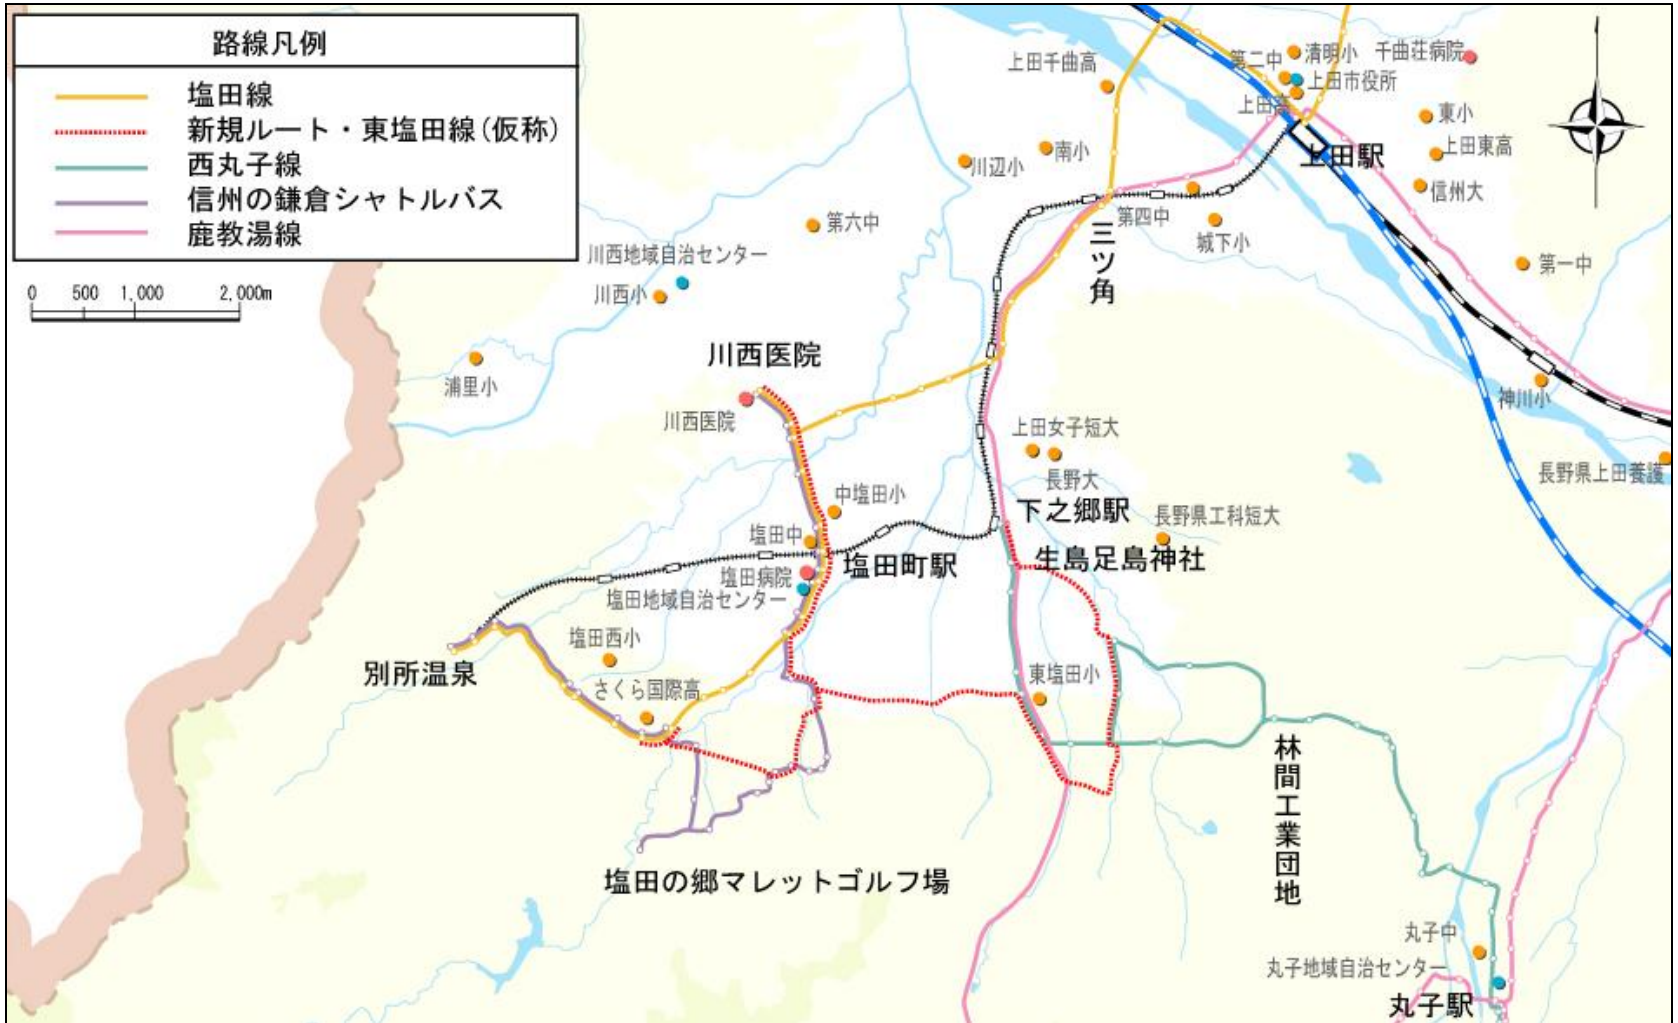 路線凡例
塩田線
新規ルート・東塩田線(仮称)
西丸子線
信州の鎌倉シャトルバス
鹿教湯線
0 500 1,000 2,000m
上田千曲高
第二中
清明小
千曲荘病院
上田市役所
上田高
東小
上田駅
上田東高
信州大
南小
川辺小
第四中
城下小
三ツ角
第一中
第六中
川西地域自治センター
川西小
浦里小
川西医院
川西医院
神川小
長野県上田養護
上田女子短大
長野大
下之郷駅
長野県工科短大
生島足島神社
中塩田小
塩田中
塩田町駅
塩田病院
塩田地域自治センター
塩田西小
別所温泉
さくら国際高
東塩田小
林間工業団地
塩田の郷マレットゴルフ場
丸子中
丸子地域自治センター
丸子駅